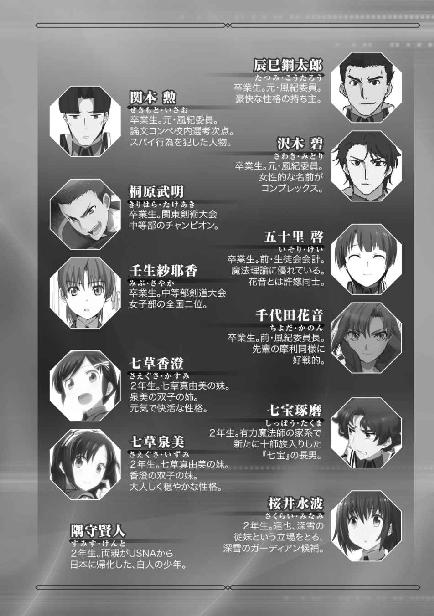 関本 勲
せきもと・いさお
卒業生。元・風紀委員。
論文コンペ校内選考次点。
スパイ行為を犯した人物。
桐原武明
きりはら・たけあき
卒業生。関東剣術大会
中等部のチャンピオン。
壬生紗耶香
みぶ・さやか
卒業生。中等部剣道大会
女子部の全国二位。
七草香澄
さえぐさ・かすみ
2年生。七草真由美の妹。
泉美の双子の姉。
元気で快活な性格。
七草泉美
さえぐさ・いずみ
2年生。七草真由美の妹。
香澄の双子の妹。
大人しく穏やかな性格。
隅守賢人
すみす・けんと
2年生。両親がUSNAから
日本に帰化した、白人の少年。
辰巳鋼太郎
たつみ・こうたろう
卒業生。元・風紀委員。
豪快な性格の持ち主。
沢木 碧
さわき・みどり
卒業生。元・風紀委員。
女性的な名前が
コンプレックス。
五十里 啓
いそり・けい
卒業生。前・生徒会会計。
魔法理論に優れている。
花音とは許嫁同士。
千代田花音
ちよだ・かのん
卒業生。前・風紀委員長。
先輩の摩利同様に
好戦的。
七宝琢磨
しっぽう・たくま
2年生。有力魔法師の家系で
新たに十師族入りした
『七宝』の長男。
桜井水波
さくらい・みなみ
2年生。達也、深雪の
従妹という立場をとる、
深雪のガーディアン候補。